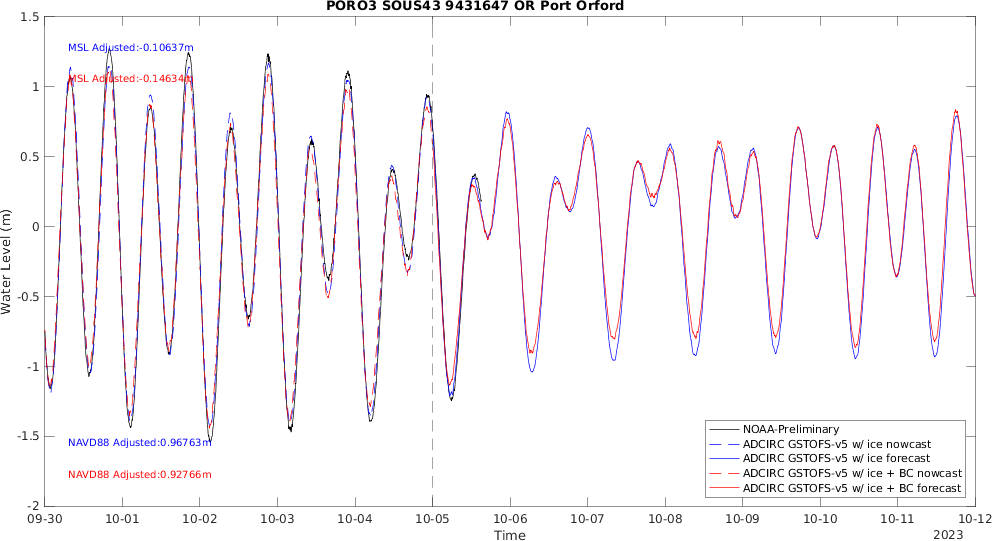 PORO3 SOUS43 9431647 OR Port Orford
1.5
1
0.5
0
-0.5
-1
-1.5
-2
Water Level (m)
MSL Adjusted:-0.10637m
MSL Adjusted:-0.14634m
NAVD88 Adjusted:0.96763m
NAVD88 Adjusted:0.92766m
NOAA-Preliminary
ADCIRC GSTOFS-v5 w/ ice nowcast
ADCIRC GSTOFS-v5 w/ ice forecast
ADCIRC GSTOFS-v5 w/ ice + BC nowcast
ADCIRC GSTOFS-v5 w/ ice + BC forecast
09-30 10-01 10-02 10-03 10-04 10-05 10-06 10-07 10-08 10-09 10-10 10-11 10-12
Time
2023